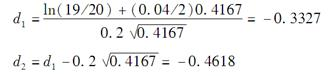 d₁ = (ln(19/20) + (0.04/2)0.4167) / (0.2 √0.4167) = −0.3327
d₂ = d₁ − 0.2 √0.4167 = −0.4618